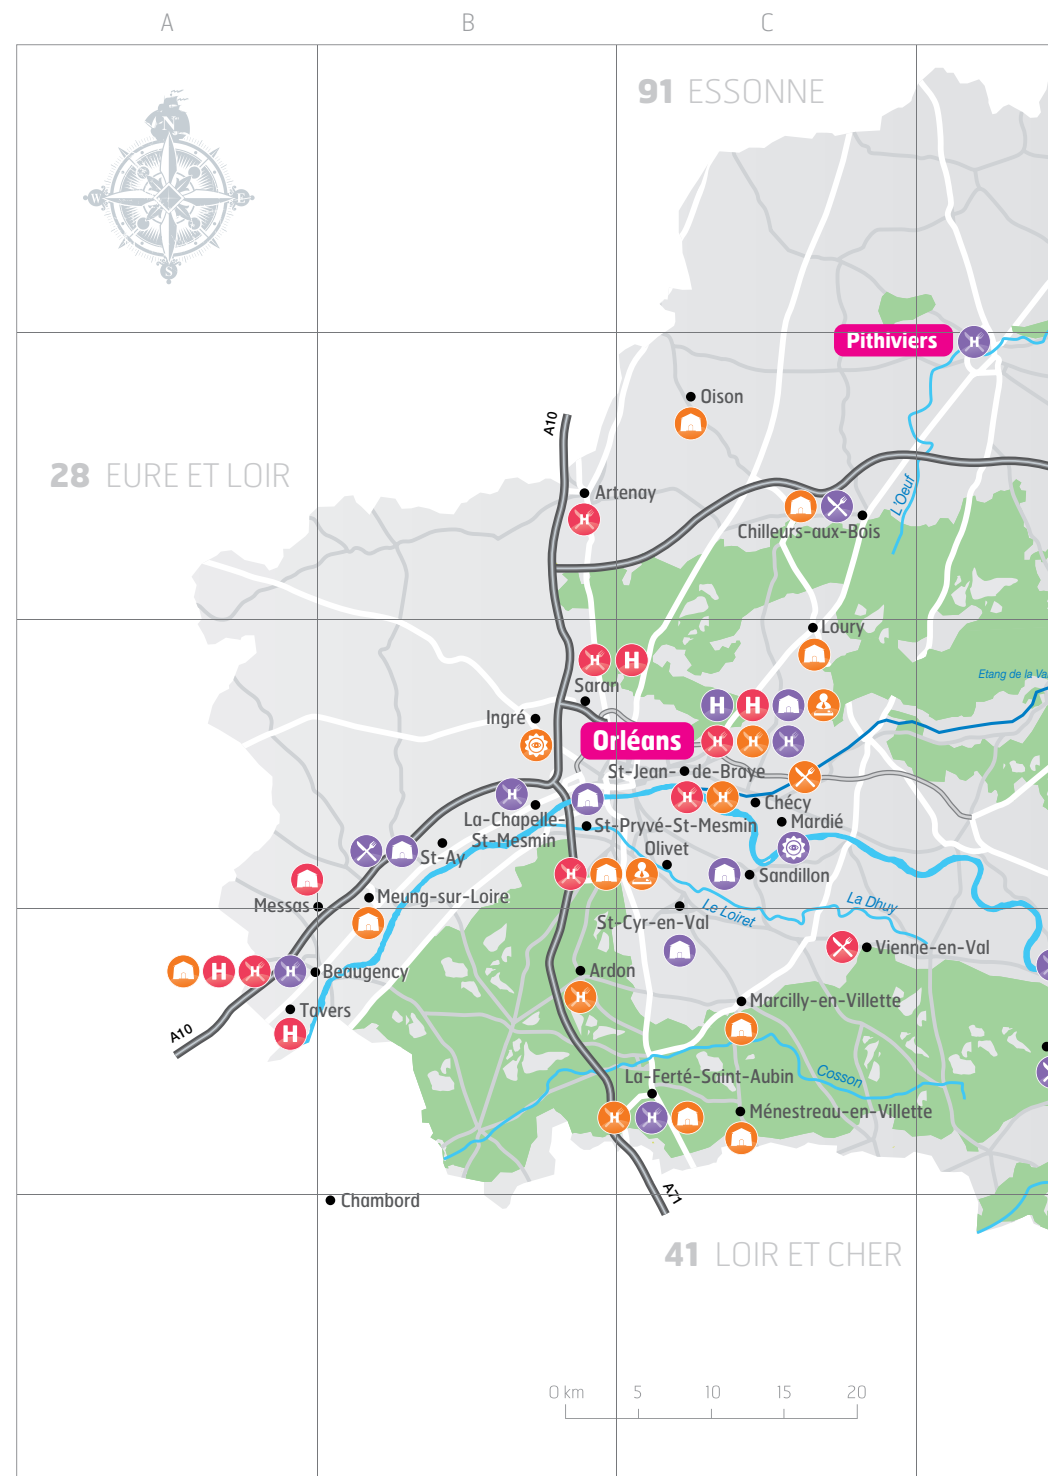 A
B
C
91 ESSONNE
N
W
E
S
Pithiviers
H
Oison
A10
28 EURE ET LOIR
Artenay
H
L'Oeuf
Chilleurs-aux-Bois
Loury
H
H
Saran
Etang de la Va
H
H
Ingré
Orléans
H
H
H
St-Jean-de-Braye
H
H
H
Chécy
La-Chapelle-
St-Mesmin
St-Pryvé-St-Mesmin
Mardié
Olivet
St-Ay
H
Sandillon
Messas
Meung-sur-Loire
Le Loiret
La Dhuy
St-Cyr-en-Val
Vienne-en-Val
H
H
H
Beaugency
Ardon
H
Tavers
H
Marcilly-en-Villette
A10
La-Ferté-Saint-Aubin
Cosson
H
H
Ménestreau-en-Villette
A71
Chambord
41 LOIR ET CHER
0 km
5
10
15
20